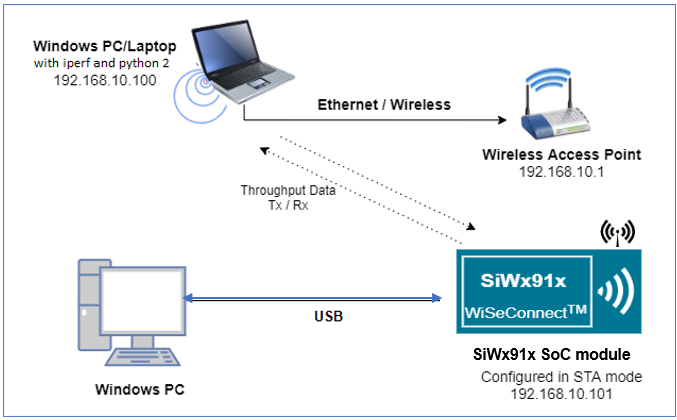 Windows PC/Laptop
with iperf and python 2
192.168.10.100
Ethernet / Wireless
Wireless Access Point
192.168.10.1
Throughput Data
Tx / Rx
SiWx91x
WiSeConnect™
USB
SiWx91x SoC module
Configured in STA mode
192.168.10.101
Windows PC